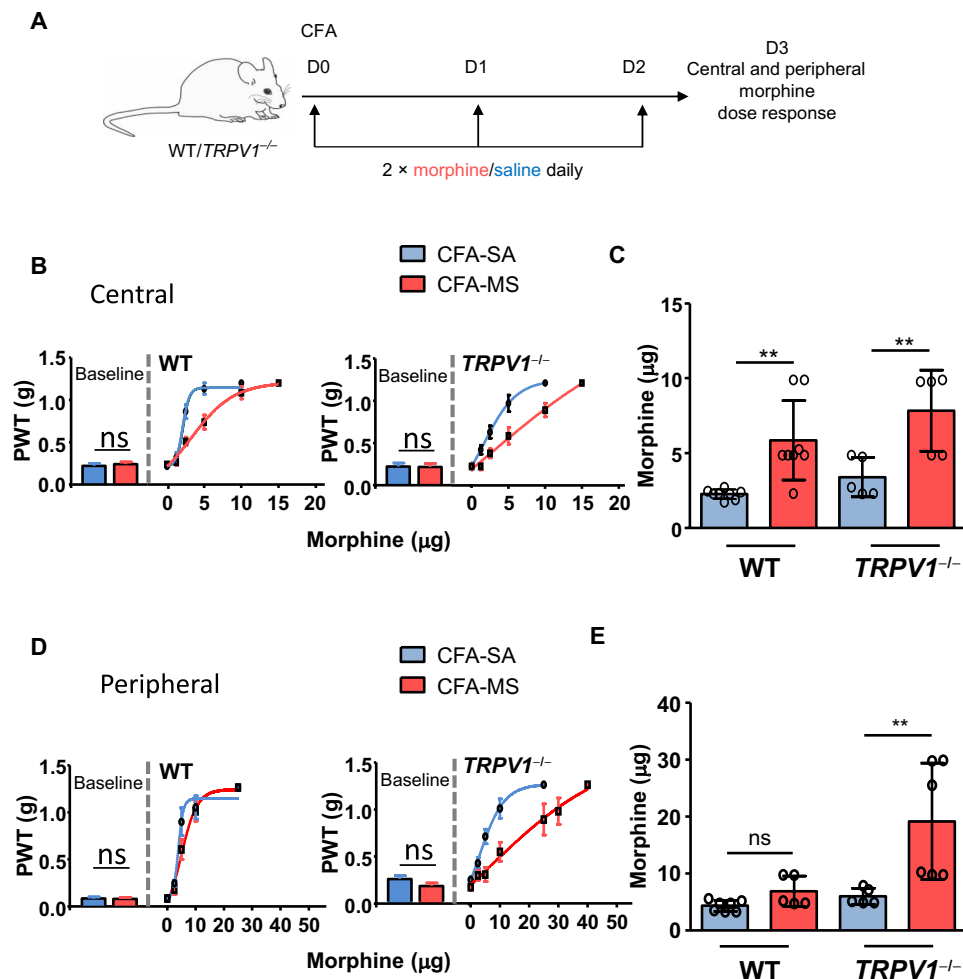 A
CFA
D0
D1
D2
D3
Central and peripheral
morphine
dose response
WT/TRPV1–/–
2 × morphine/saline daily
B
Central
CFA-SA
CFA-MS
PWT (g)
1.5
1.0
0.5
0.0
Baseline
ns
WT
0 5 10 15 20
PWT (g)
1.5
1.0
0.5
0.0
Baseline
ns
TRPV1–/–
0 5 10 15 20
Morphine (µg)
C
Morphine (µg)
15
10
5
0
**
**
WT
TRPV1–/–
D
Peripheral
CFA-SA
CFA-MS
PWT (g)
1.5
1.0
0.5
0.0
Baseline
ns
WT
0 10 20 30 40 50
PWT (g)
1.5
1.0
0.5
0.0
Baseline
ns
TRPV1–/–
0 10 20 30 40 50
Morphine (µg)
E
Morphine (µg)
40
30
20
10
0
ns
**
WT
TRPV1–/–